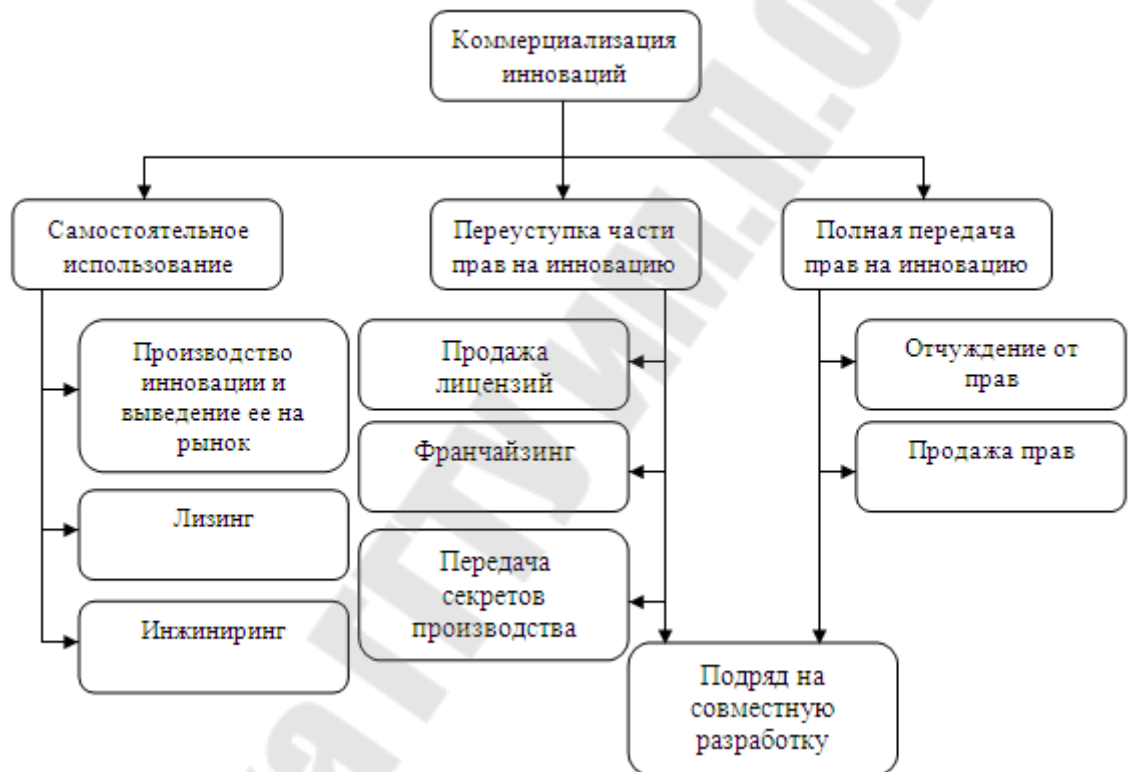 Коммерциализация
инноваций
Самостоятельное
использование
Переуступка части
прав на инновацию
Полная передача
прав на инновацию
Производство
инновации и
выведение ее на
рынок
Лизинг
Инжиниринг
Продажа
лицензий
Франчайзинг
Передача
секретов
производства
Отчуждение от
прав
Продажа прав
Подряд на
совместную
разработку